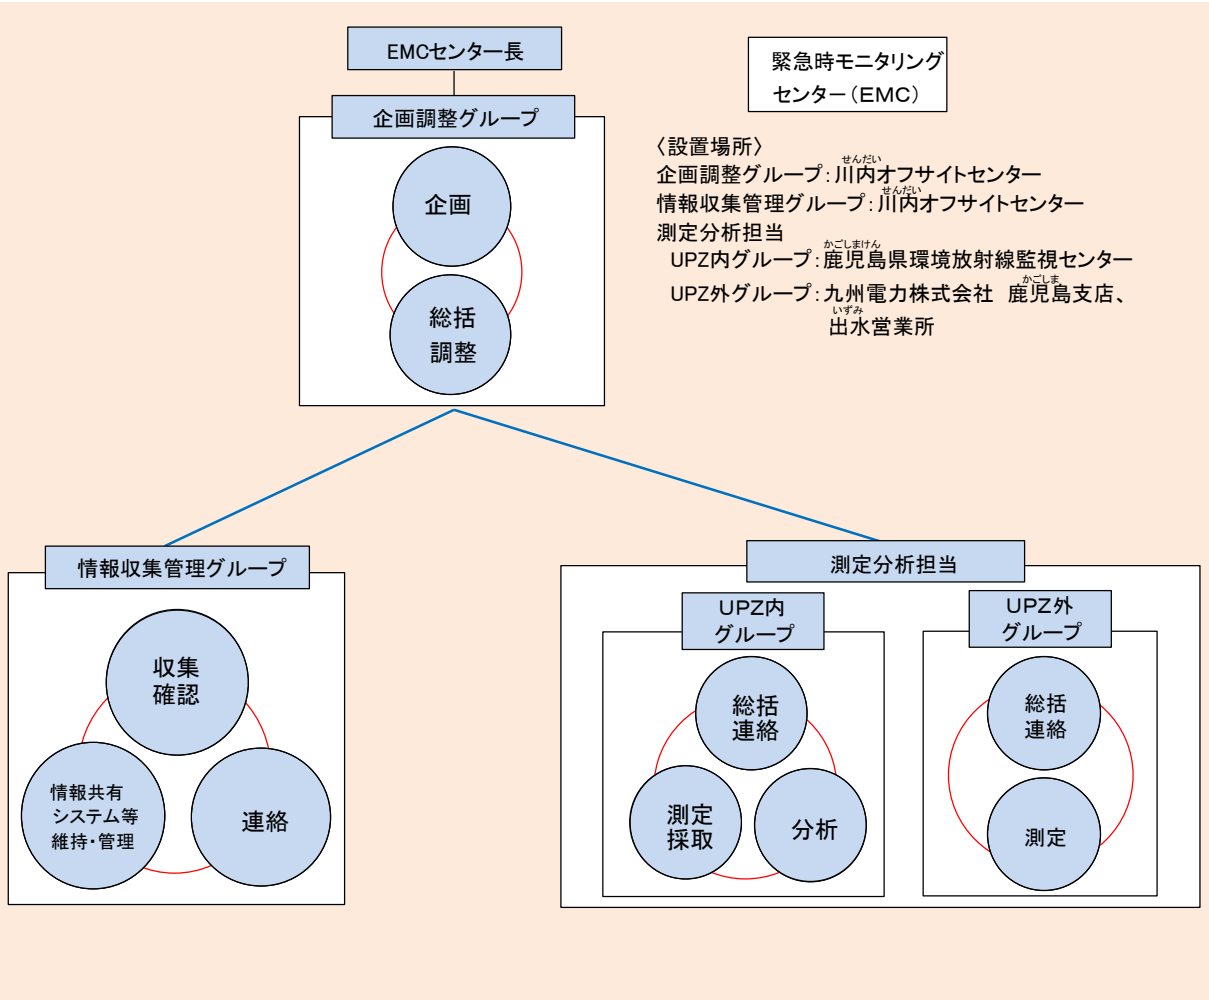 EMCセンター長
企画調整グループ
企画
総括
調整
緊急時モニタリング
センター（ＥＭＣ）
〈設置場所〉
せんだい
企画調整グループ：川内オフサイトセンター
せんだい
情報収集管理グループ：川内オフサイトセンター
測定分析担当
かごしまけん
UPZ内グループ：鹿児島県環境放射線監視センター
かごしま
UPZ外グループ：九州電力株式会社　鹿児島支店、
いずみ
出水営業所
情報収集管理グループ
収集
確認
情報共有
システム等
維持・管理
連絡
測定分析担当
ＵＰＺ内
グループ
総括
連絡
測定
採取
分析
ＵＰＺ外
グループ
総括
連絡
測定